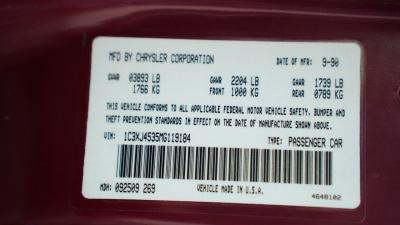 MFD BY CHRYSLER CORPORATION DATE OF MFR: 9-90
GVWR 03893 LB GAWR 2204 LB GAWR 1739 LB
1766 KG FRONT 1000 KG REAR 0789 KG
THIS VEHICLE CONFORMS TO ALL APPLICABLE FEDERAL MOTOR VEHICLE SAFETY, BUMPER AND
THEFT PREVENTION STANDARDS IN EFFECT ON THE DATE OF MANUFACTURE SHOWN ABOVE
VIN: 1C3XJ4535MG119184 TYPE: PASSENGER CAR
MDH: 092509 269 VEHICLE MADE IN U.S.A. 4648102